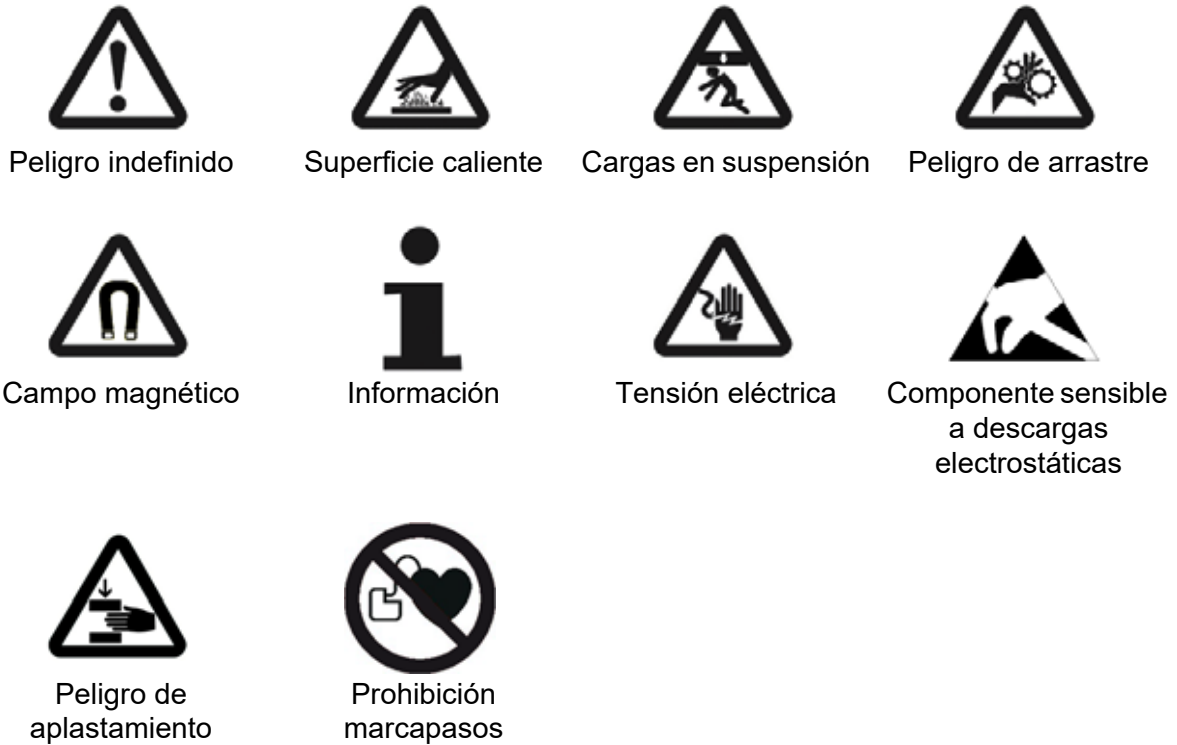 Peligro indefinido
Superficie caliente
Cargas en suspensión
Peligro de arrastre
Campo magnético
Información
Tensión eléctrica
Componente sensible
a descargas
electrostáticas
Peligro de
aplastamiento
Prohibición
marcapasos